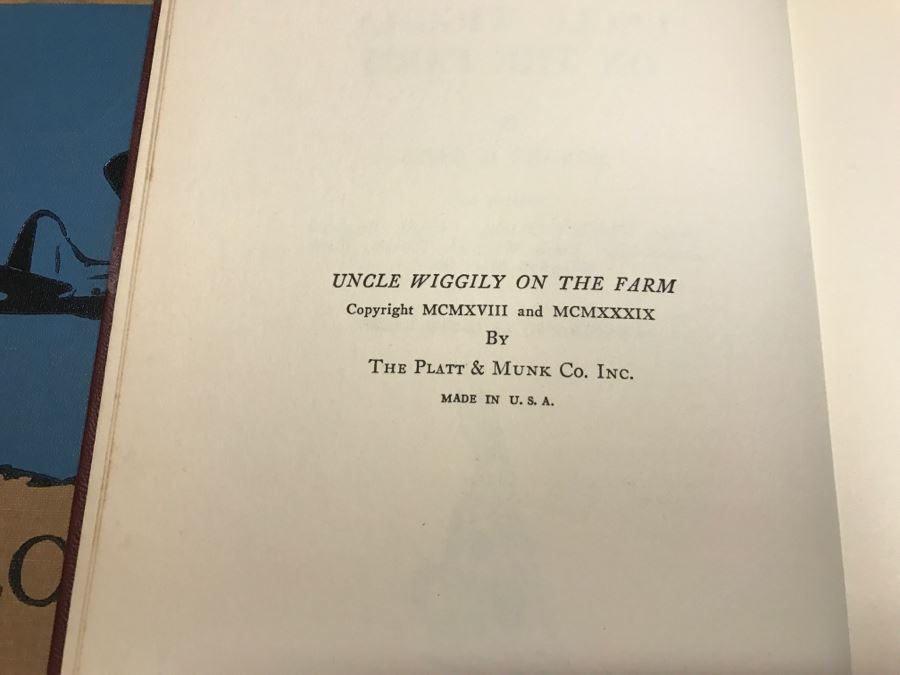 UNCLE WIGGILY ON THE FARM
Copyright MCMXVIII and MCMXXXIX
By
The Platt & Munk Co. Inc.
MADE IN U. S. A.